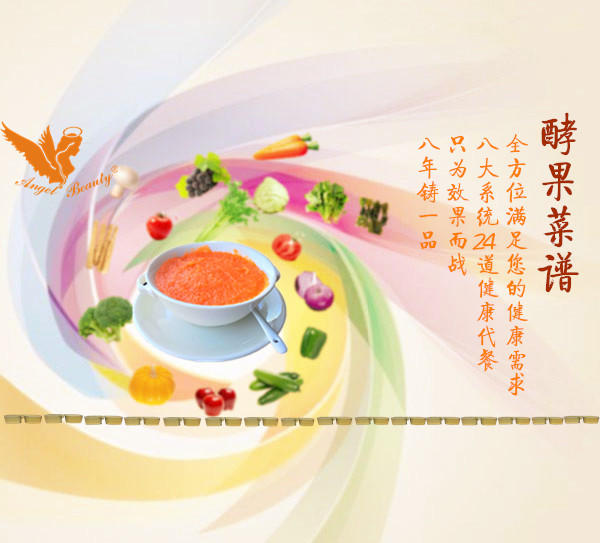 酵果菜谱
全方位满足您的健康需求
八大系统24道健康代餐
只为效果而战
八年铸一品
Angel Beauty®